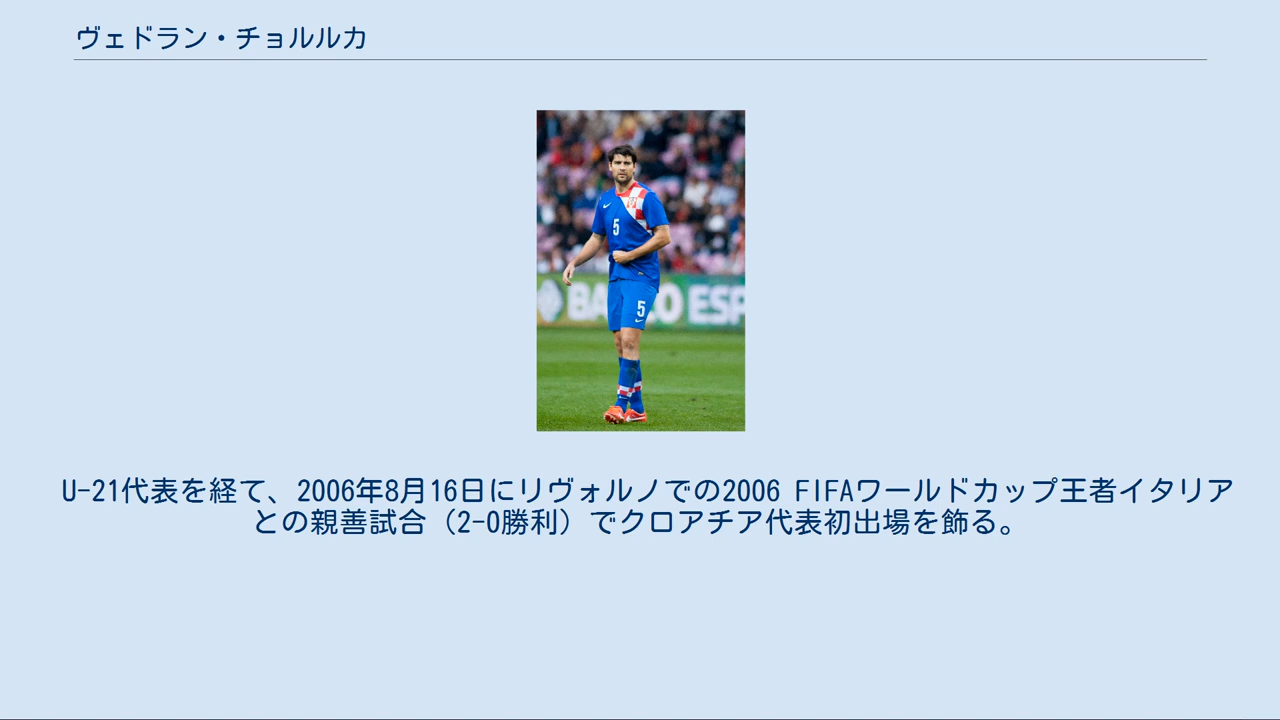 ヴェドラン・チョルルカ
5
BA CO ESP
5
U-21代表を経て、2006年8月16日にリヴォルノでの2006 FIFAワールドカップ王者イタリア
との親善試合（2-0勝利）でクロアチア代表初出場を飾る。